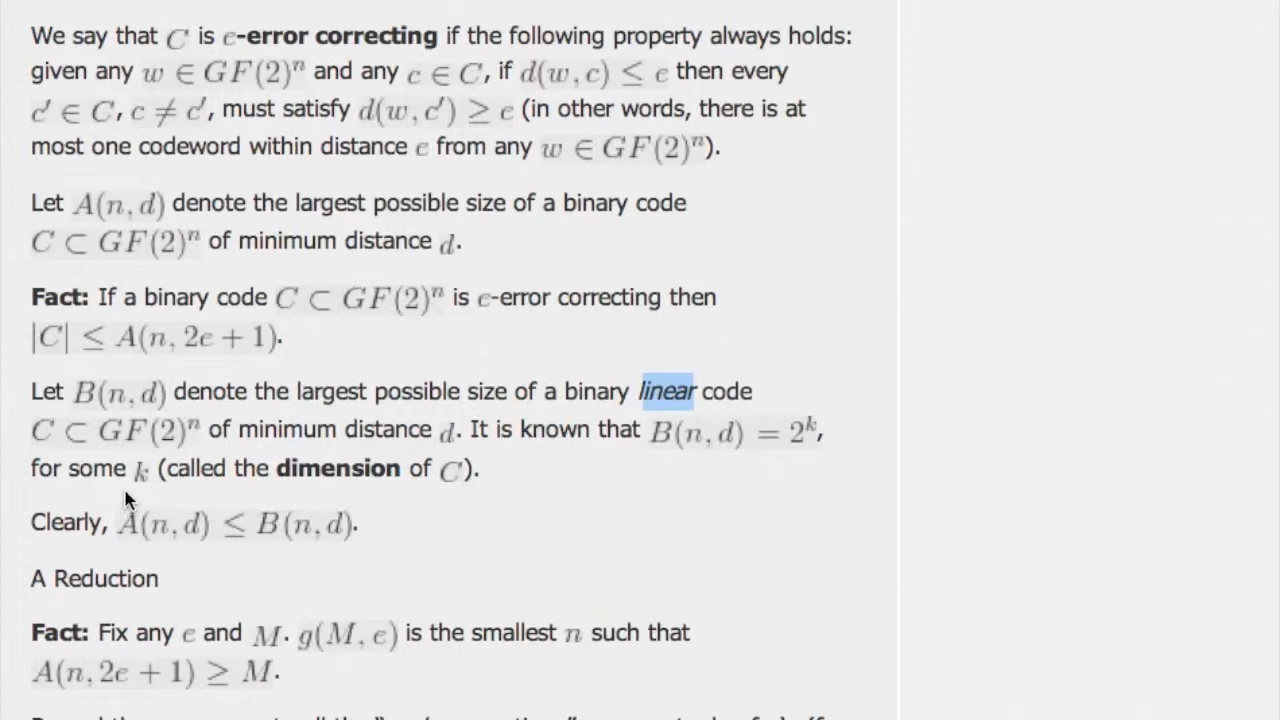 We say that C is e-error correcting if the following property always holds:
given any w ∈ GF(2)ⁿ and any c ∈ C, if d(w, c) ≤ e then every
c′ ∈ C, c ≠ c′, must satisfy d(w, c′) ≥ e (in other words, there is at
most one codeword within distance e from any w ∈ GF(2)ⁿ).
Let A(n, d) denote the largest possible size of a binary code
C ⊂ GF(2)ⁿ of minimum distance d.
Fact: If a binary code C ⊂ GF(2)ⁿ is e-error correcting then
|C| ≤ A(n, 2e + 1).
Let B(n, d) denote the largest possible size of a binary linear code
C ⊂ GF(2)ⁿ of minimum distance d. It is known that B(n, d) = 2ᵏ,
for some k (called the dimension of C).
Clearly, A(n, d) ≤ B(n, d).
A Reduction
Fact: Fix any e and M. g(M, e) is the smallest n such that
A(n, 2e + 1) ≥ M.